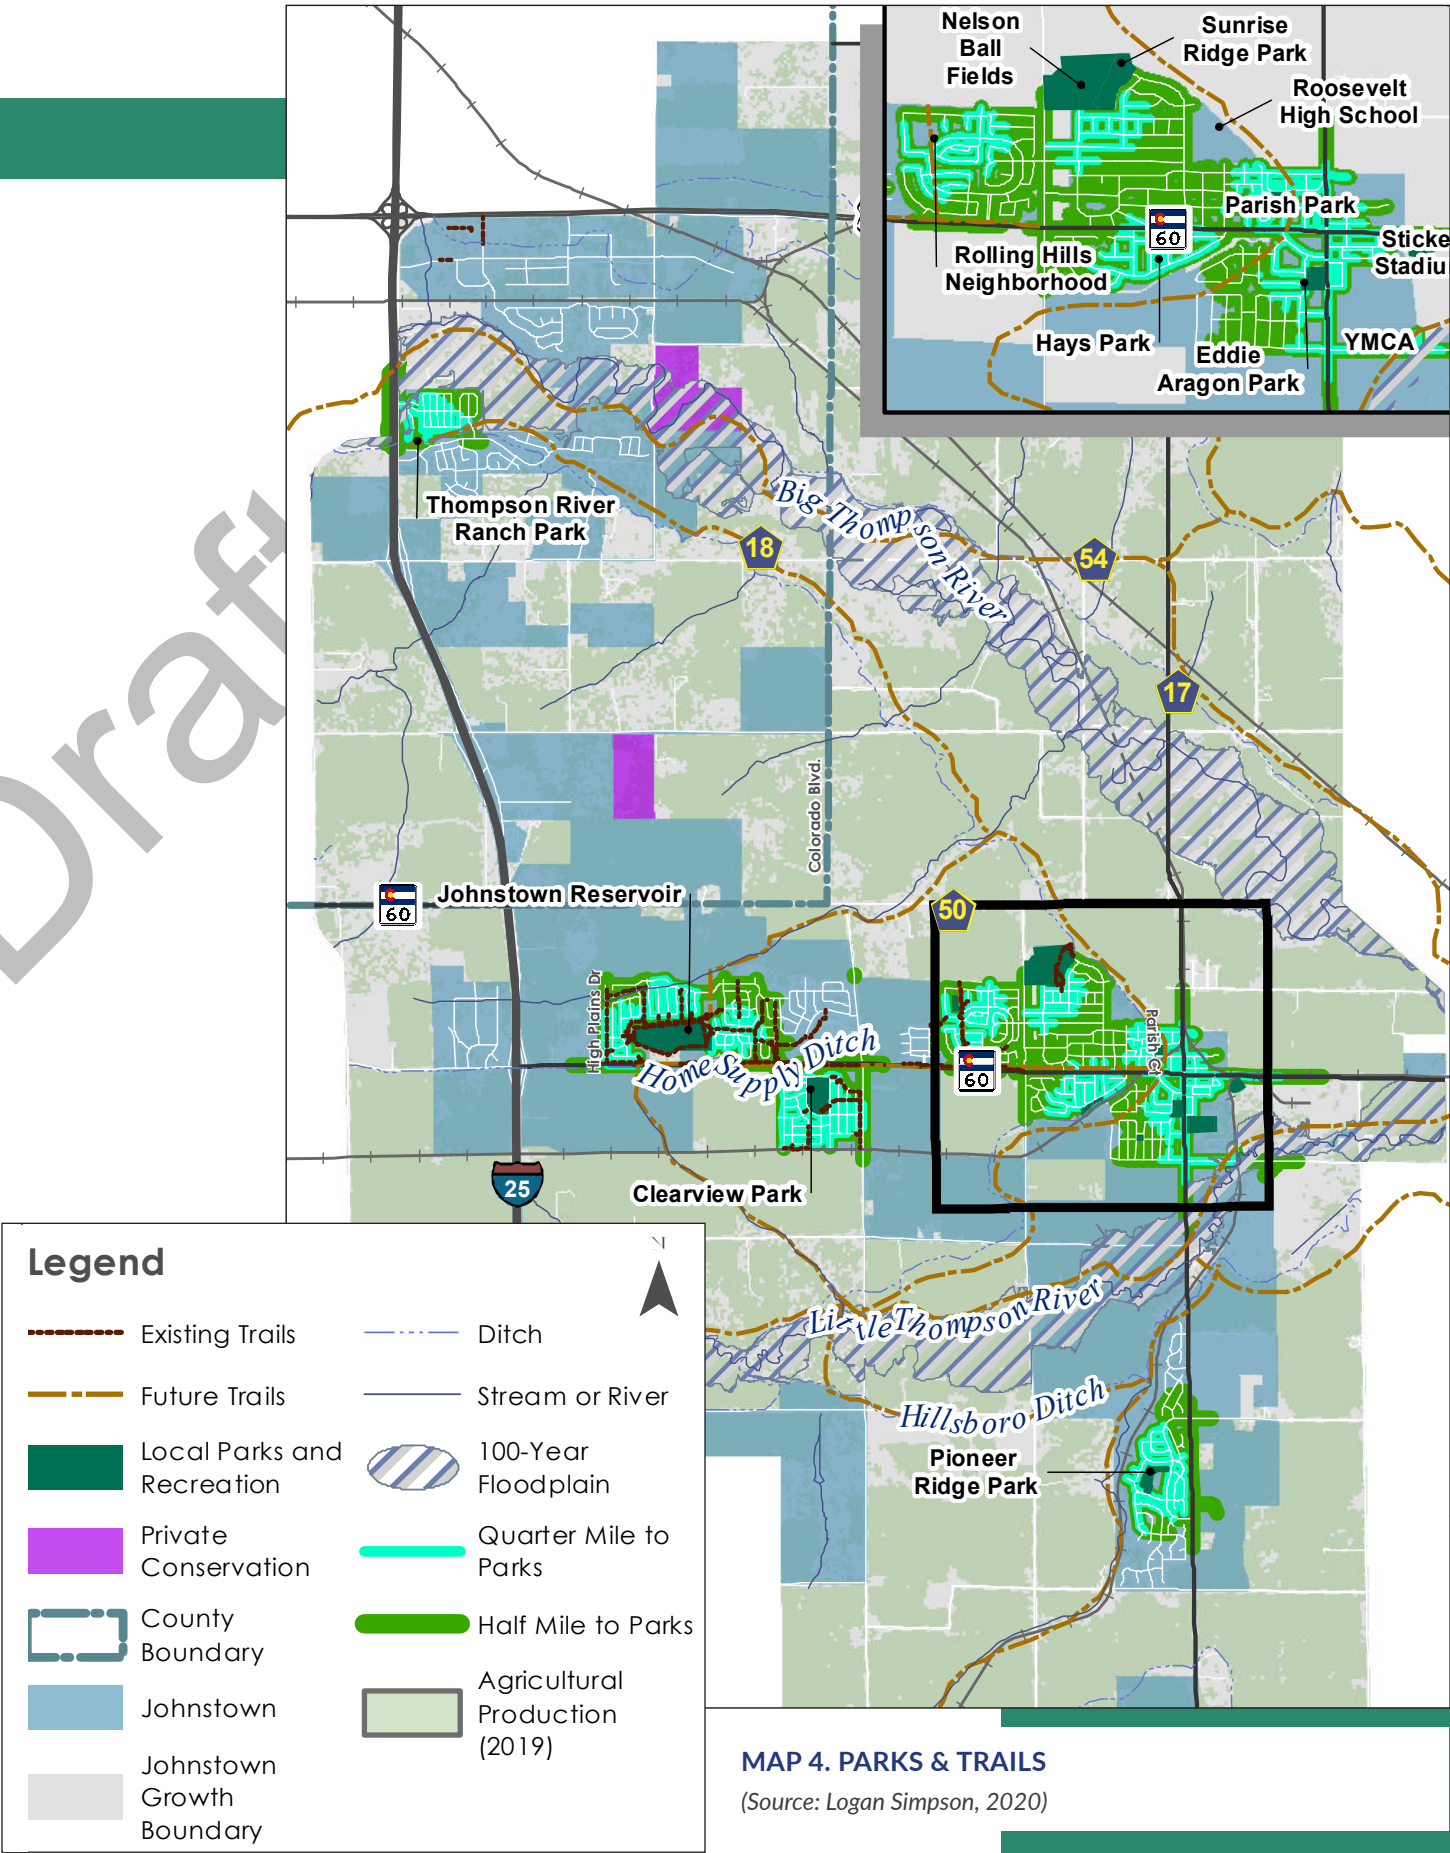 Draft
Nelson
Ball
Fields
Sunrise
Ridge Park
Roosevelt
High School
Parish Park
60
Rolling Hills
Neighborhood
Sticke
Stadiu
Hays Park
Eddie
Aragon Park
YMCA
Thompson River
Ranch Park
Big Thompson River
18
54
17
Colorado Blvd.
60
Johnstown Reservoir
50
High Plains Dr
Home Supply Ditch
Parish Ct
60
25
Clearview Park
Little Thompson River
Hillsboro Ditch
Pioneer
Ridge Park
Legend
N
Existing Trails
Future Trails
Local Parks and
Recreation
Private
Conservation
County
Boundary
Johnstown
Johnstown
Growth
Boundary
Ditch
Stream or River
100-Year
Floodplain
Quarter Mile to
Parks
Half Mile to Parks
Agricultural
Production
(2019)
MAP 4. PARKS & TRAILS
(Source: Logan Simpson, 2020)